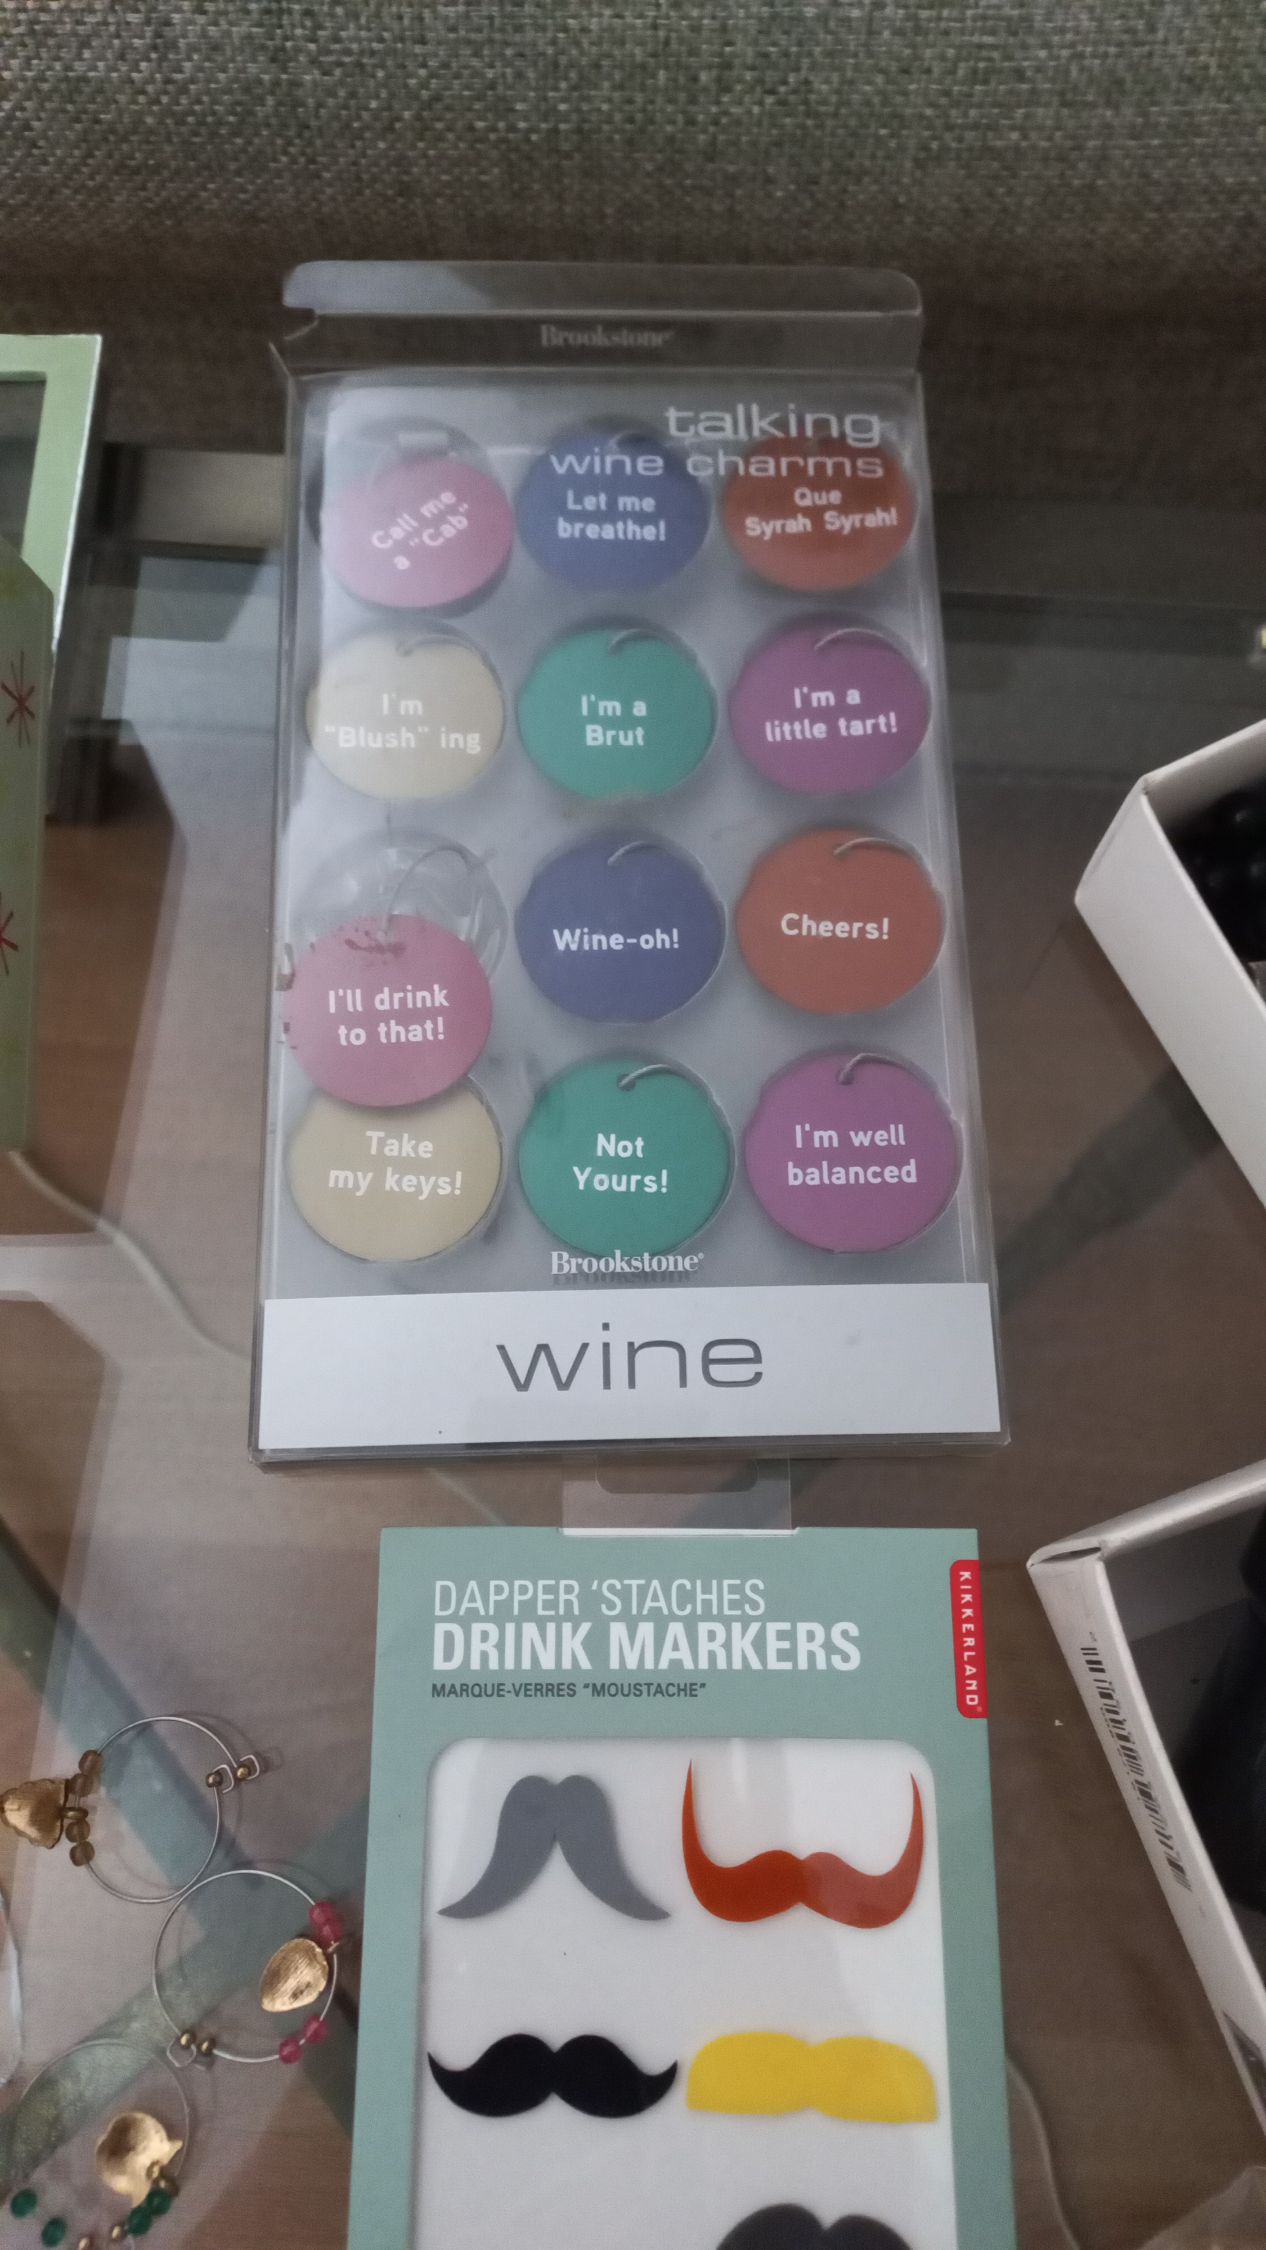 Brookstone
talking
wine charms
Call me
a "Cab"
Let me
breathe!
Que
Syrah Syrah!
I'm
"Blush" ing
I'm a
Brut
I'm a
little tart!
I'll drink
to that!
Wine-oh!
Cheers!
Take
my keys!
Not
Yours!
I'm well
balanced
Brookstone®
wine
DAPPER ‘STACHES
DRINK MARKERS
MARQUE-VERRES “MOUSTACHE”
KIKKERLAND®